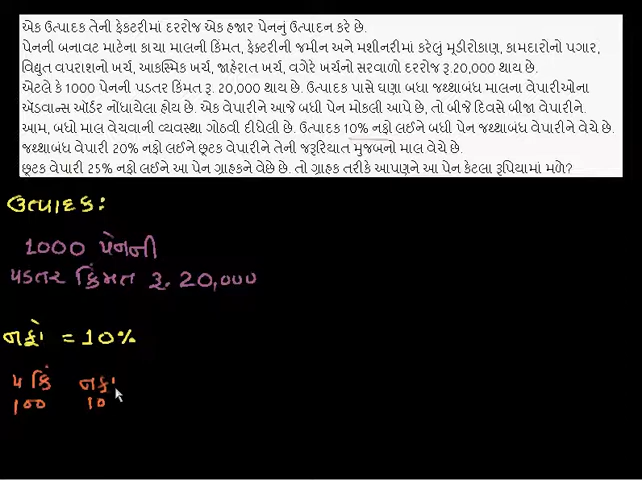 એક ઉત્પાદક તેની ફેકટરીમાં દરરોજ એક હજાર પેનનું ઉત્પાદન કરે છે.
પેનની બનાવટ માટેના કાચા માલની કિંમત, ફેક્ટરીની જમીન અને મશીનરીમાં કરેલું મૂડીરોકાણ, કામદારોનો પગાર,
વિદ્યુત વપરાશનો ખર્ચ, આકસ્મિક ખર્ચ, જાહેરાત ખર્ચ, વગેરે ખર્ચનો સરવાળો દરરોજ રૂ.20,000 થાય છે.
એટલે કે 1000 પેનની પડતર કિંમત રૂ. 20,000 થાય છે. ઉત્પાદક પાસે ઘણા બધા જથ્થાબંધ માલના વેપારીઓના
ઍડવાન્સ ઑર્ડર નોંધાયેલા હોય છે. એક વેપારીને આજે બધી પેન મોકલી આપે છે, તો બીજે દિવસે બીજા વેપારીને.
આમ, બધો માલ વેચવાની વ્યવસ્થા ગોઠવી દીધેલી છે. ઉત્પાદક 10% નફો લઈને બધી પેન જથ્થાબંધ વેપારીને વેચે છે.
જથ્થાબંધ વેપારી 20% નફો લઈને છૂટક વેપારીને તેની જરૂરિયાત મુજબનો માલ વેચે છે.
છૂટક વેપારી 25% નફો લઈને આ પેન ગ્રાહકને વેછે છે. તો ગ્રાહક તરીકે આપણને આ પેન કેટલા રૂપિયામાં મળે?
ઉત્પાદક:
1000 પેનની
પડતર કિંમત રૂ. 20,000
નફો = 10%
પ કિં નફો
100 10